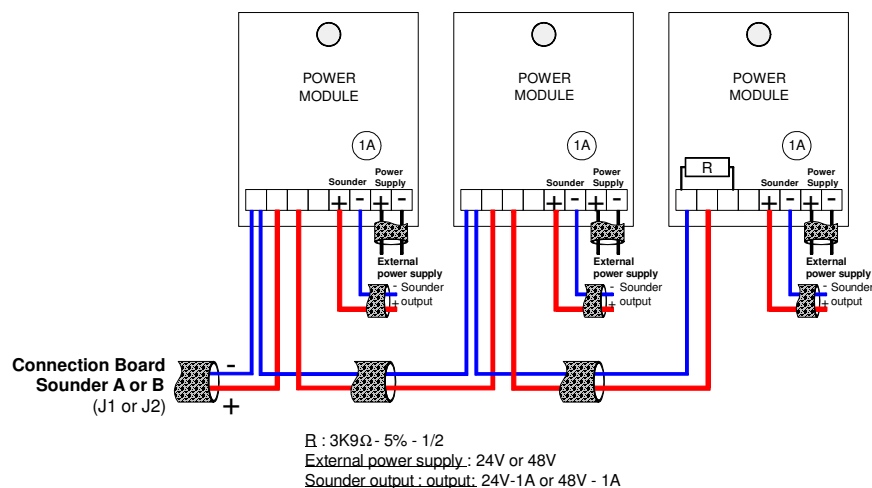 POWER
MODULE
1A
Sounder
Power
Supply
+ - + -
External
power supply
- Sounder
+ output
POWER
MODULE
1A
Sounder
Power
Supply
+ - + -
External
power supply
- Sounder
+ output
POWER
MODULE
1A
R
Sounder
Power
Supply
+ - + -
External
power supply
- Sounder
+ output
Connection Board
Sounder A or B
(J1 or J2)
-
+
R : 3K9Ω - 5% - 1/2
External power supply : 24V or 48V
Sounder output : output: 24V-1A or 48V - 1A